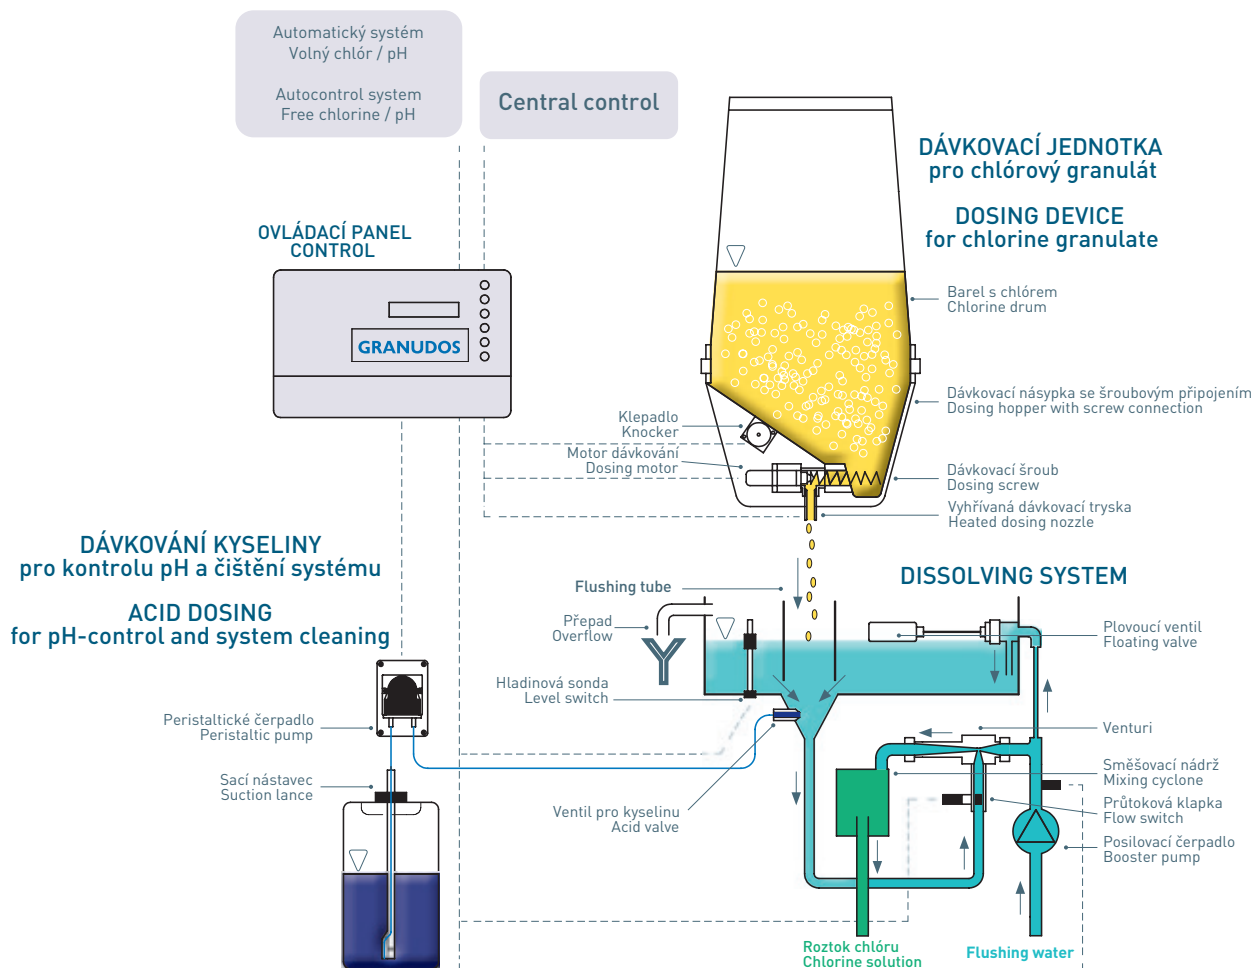 Automatický systém
Volný chlór / pH
Autocontrol system
Free chlorine / pH
Central control
DÁVKOVACÍ JEDNOTKA
pro chlórový granulát
DOSING DEVICE
for chlorine granulate
OVLÁDACÍ PANEL
CONTROL
GRANUDOS
Barel s chlórem
Chlorine drum
Dávkovací násypka se šroubovým připojením
Dosing hopper with screw connection
Klepadlo
Knocker
Motor dávkování
Dosing motor
Dávkovací šroub
Dosing screw
Vyhřívaná dávkovací tryska
Heated dosing nozzle
DÁVKOVÁNÍ KYSELINY
pro kontrolu pH a čištění systému
ACID DOSING
for pH-control and system cleaning
Flushing tube
DISSOLVING SYSTEM
Přepad
Overflow
Plovoucí ventil
Floating valve
Hladinová sonda
Level switch
Peristaltické čerpadlo
Peristaltic pump
Venturi
Sací nástavec
Suction lance
Směšovací nádrž
Mixing cyclone
Ventil pro kyselinu
Acid valve
Průtoková klapka
Flow switch
Posilovací čerpadlo
Booster pump
Roztok chlóru
Chlorine solution
Flushing water